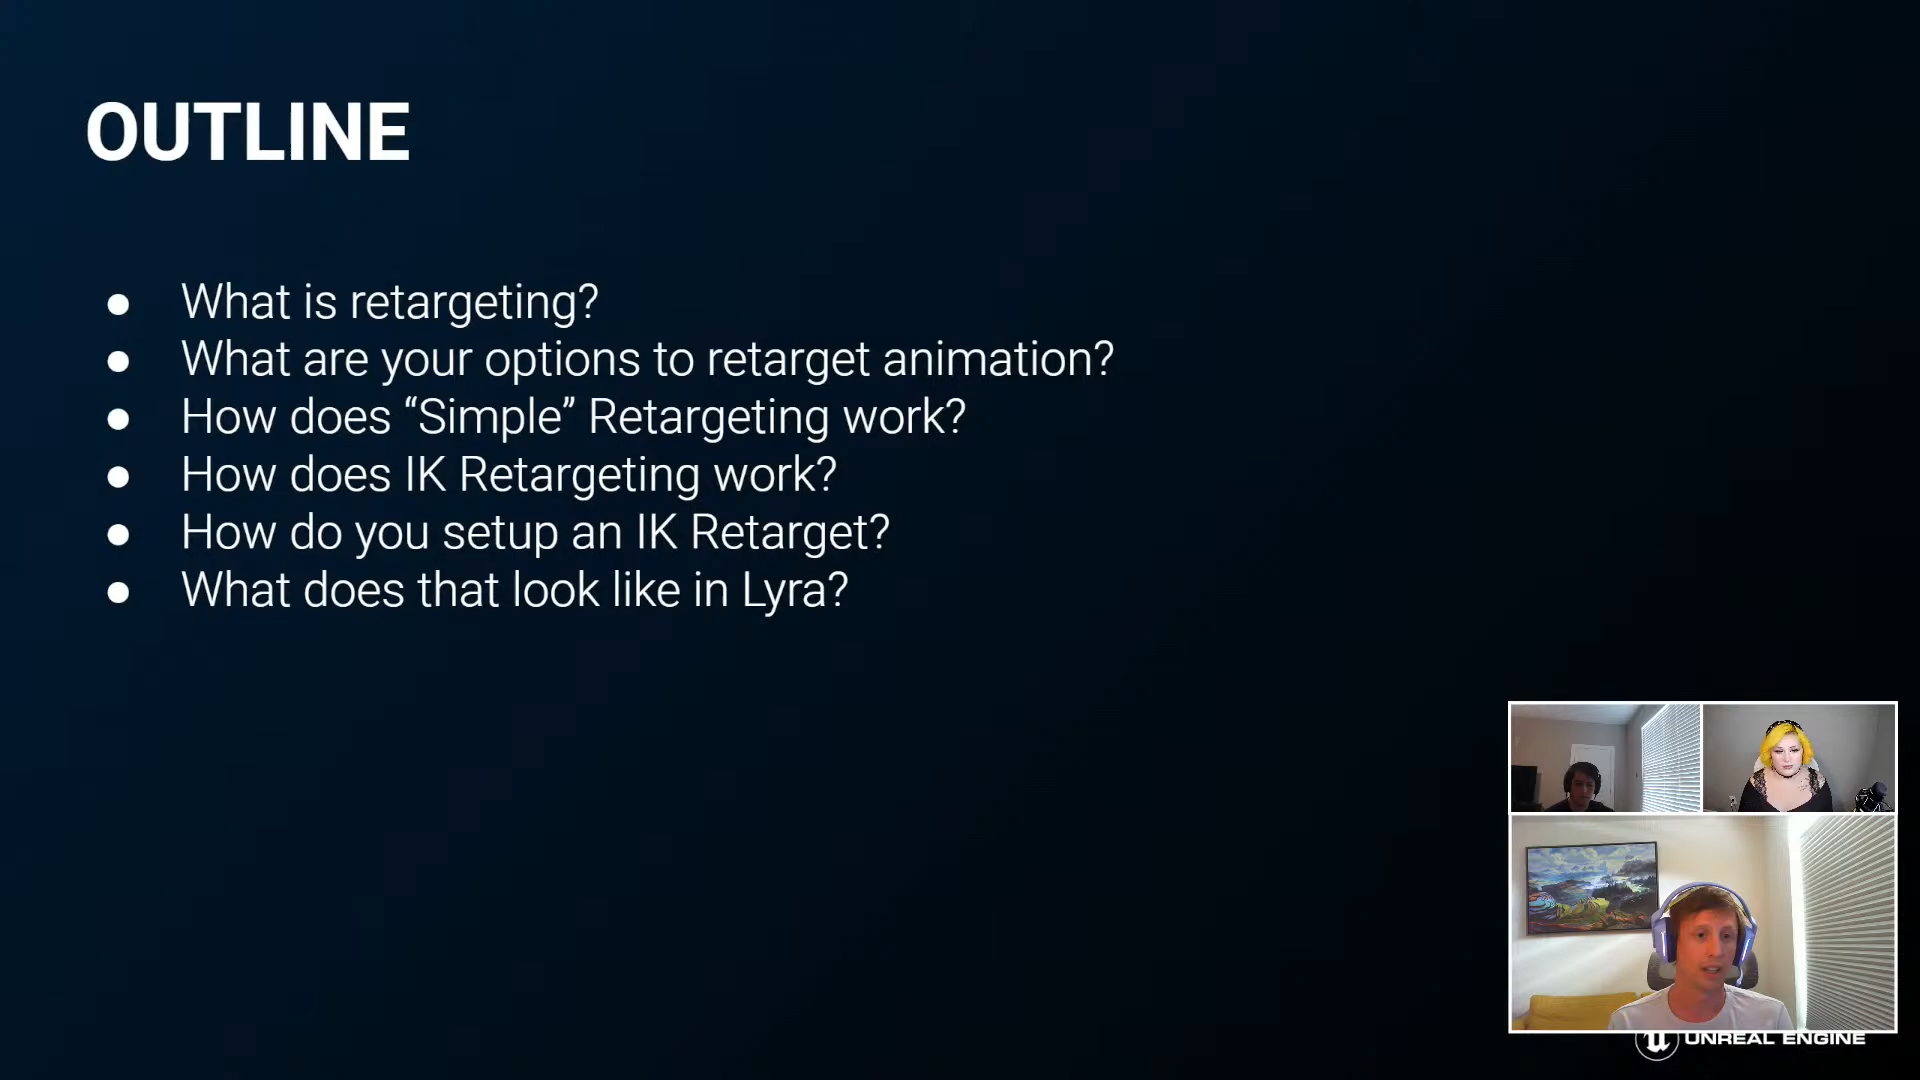 OUTLINE
● What is retargeting?
● What are your options to retarget animation?
● How does “Simple” Retargeting work?
● How does IK Retargeting work?
● How do you setup an IK Retarget?
● What does that look like in Lyra?
UNREAL ENGINE